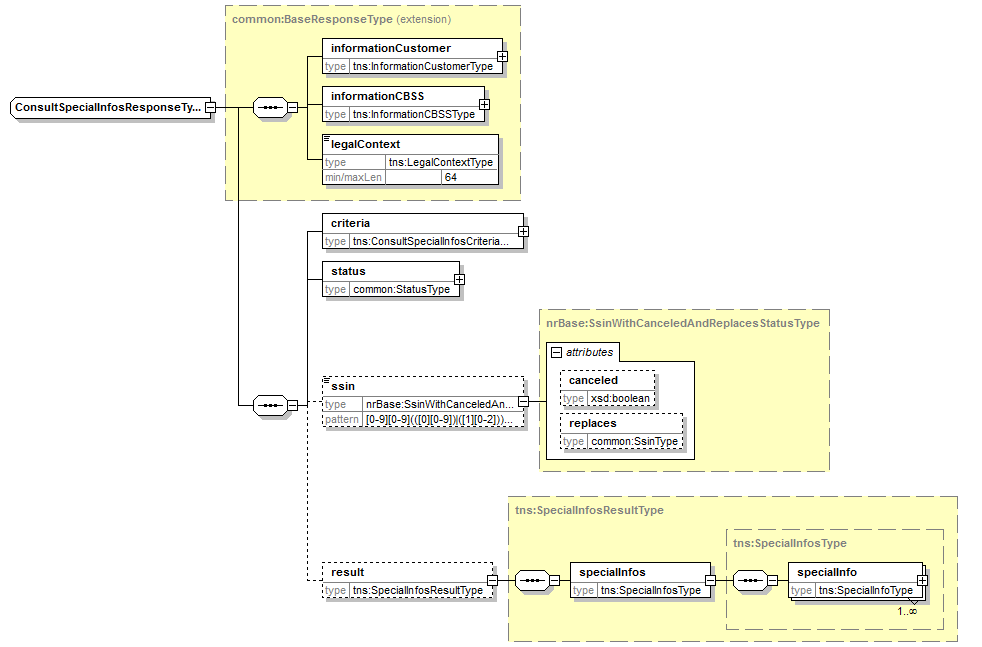 common:BaseResponseType (extension)
informationCustomer
type tns:InformationCustomerType
ConsultSpecialInfosResponseTy...
informationCBSS
type tns:InformationCBSSType
legalContext
type tns:LegalContextType
min/maxLen 64
criteria
type tns:ConsultSpecialInfosCriteria...
status
type common:StatusType
nrBase:SsinWithCanceledAndReplacesStatusType
attributes
canceled
type xsd:boolean
replaces
type common:SsinType
ssin
type nrBase:SsinWithCanceledAn...
pattern [0-9][0-9](([0][0-9])|([1][0-2]))...
tns:SpecialInfosResultType
tns:SpecialInfosType
result
type tns:SpecialInfosResultType
specialInfos
type tns:SpecialInfosType
specialInfo
type tns:SpecialInfoType
1..∞